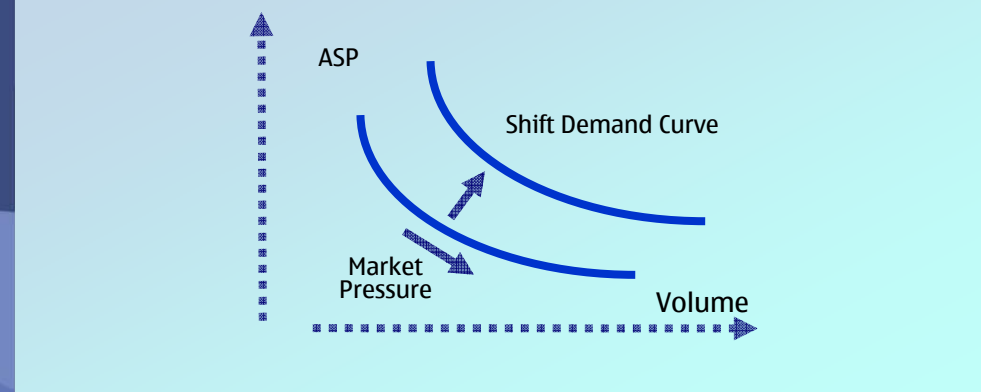 ASP
Shift Demand Curve
Market
Pressure
Volume